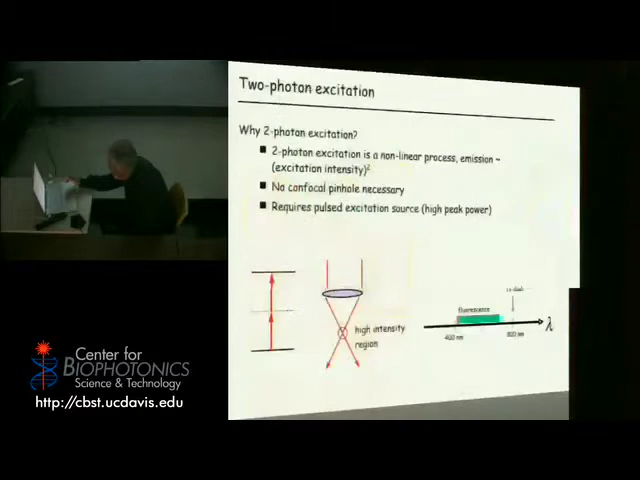 Two-photon excitation
Why 2-photon excitation?
2-photon excitation is a non-linear process, emission ~
(excitation intensity)²
No confocal pinhole necessary
Requires pulsed excitation source (high peak power)
fluorescence
high intensity
region
λ
400 nm
800 nm
Center for
BIOPHOTONICS
Science & Technology
http://cbst.ucdavis.edu